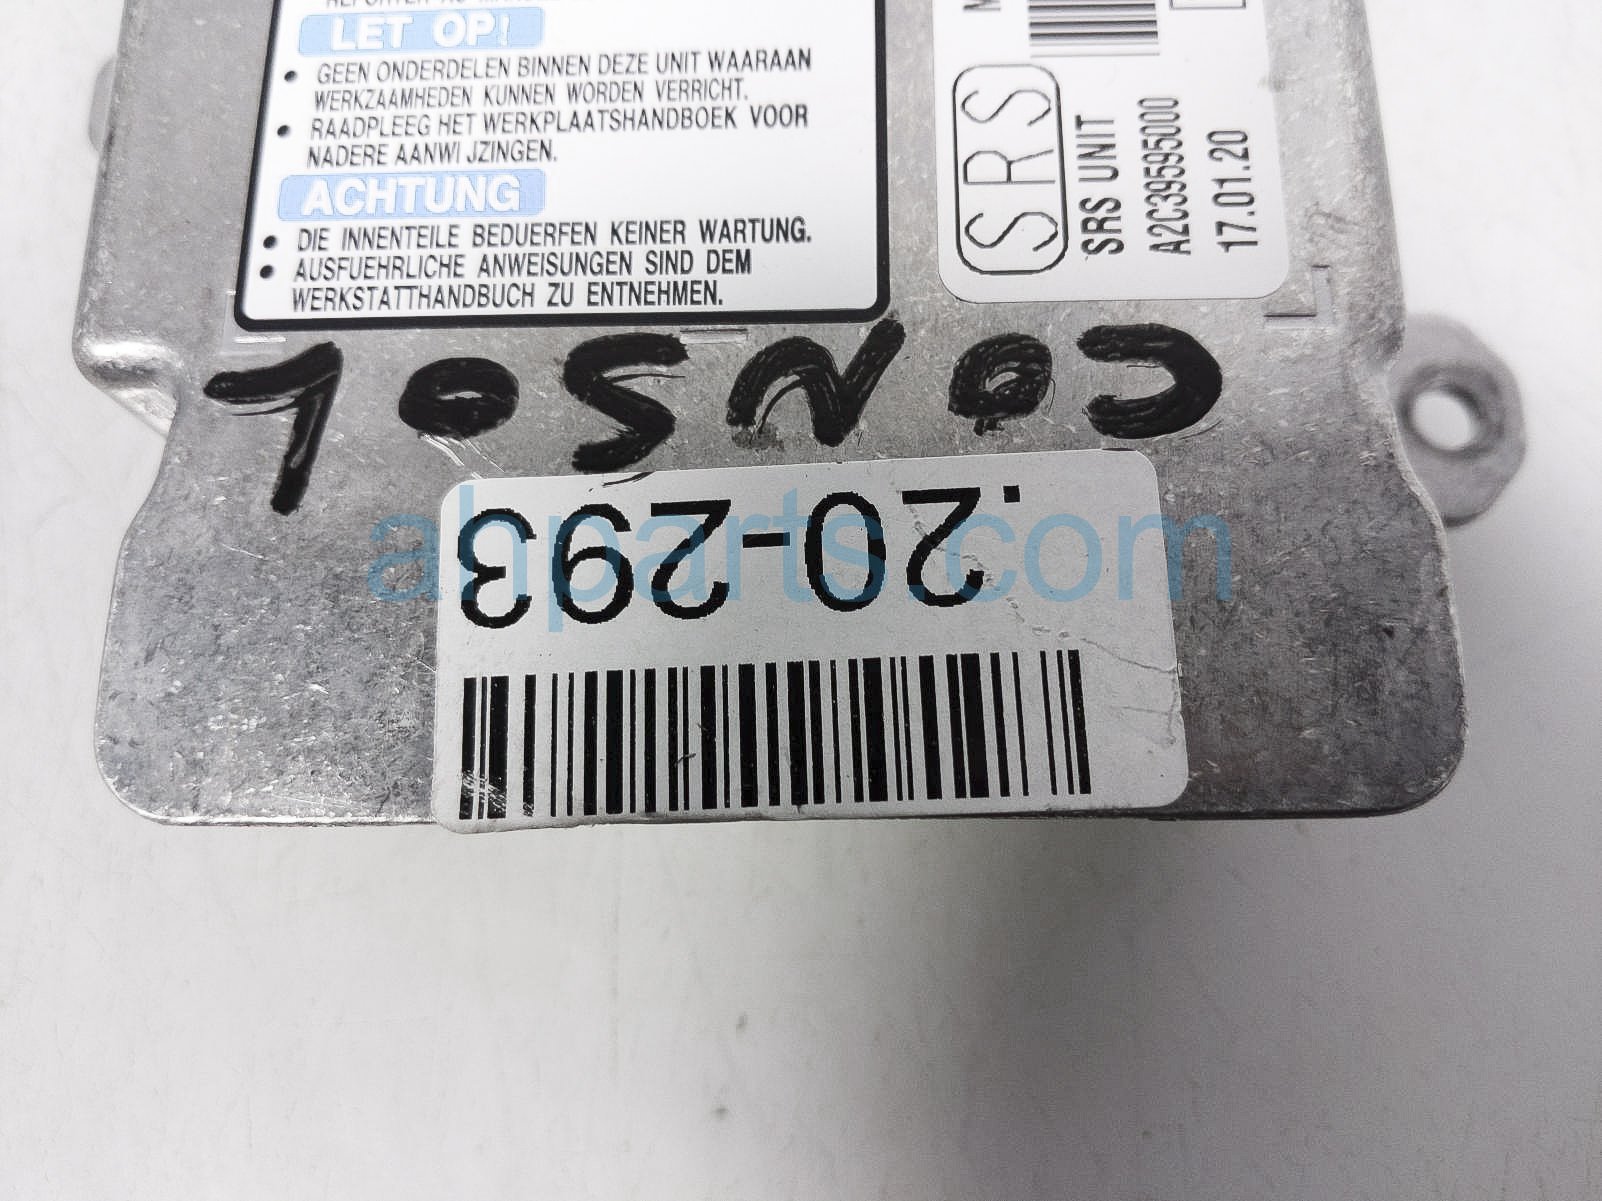 LET OP!
• GEEN ONDERDELEN BINNEN DEZE UNIT WAARAAN
WERKZAAMHEDEN KUNNEN WORDEN VERRICHT.
• RAADPLEEG HET WERKPLAATSHANDBOEK VOOR
NADERE AANWI JZINGEN.
ACHTUNG
• DIE INNENTEILE BEDUERFEN KEINER WARTUNG.
• AUSFUEHRLICHE ANWEISUNGEN SIND DEM
WERKSTATTHANDBUCH ZU ENTNEHMEN.
SRS
SRS UNIT
A2C39595000
17.01.20
CONSOL
.20-293
ahparts.com